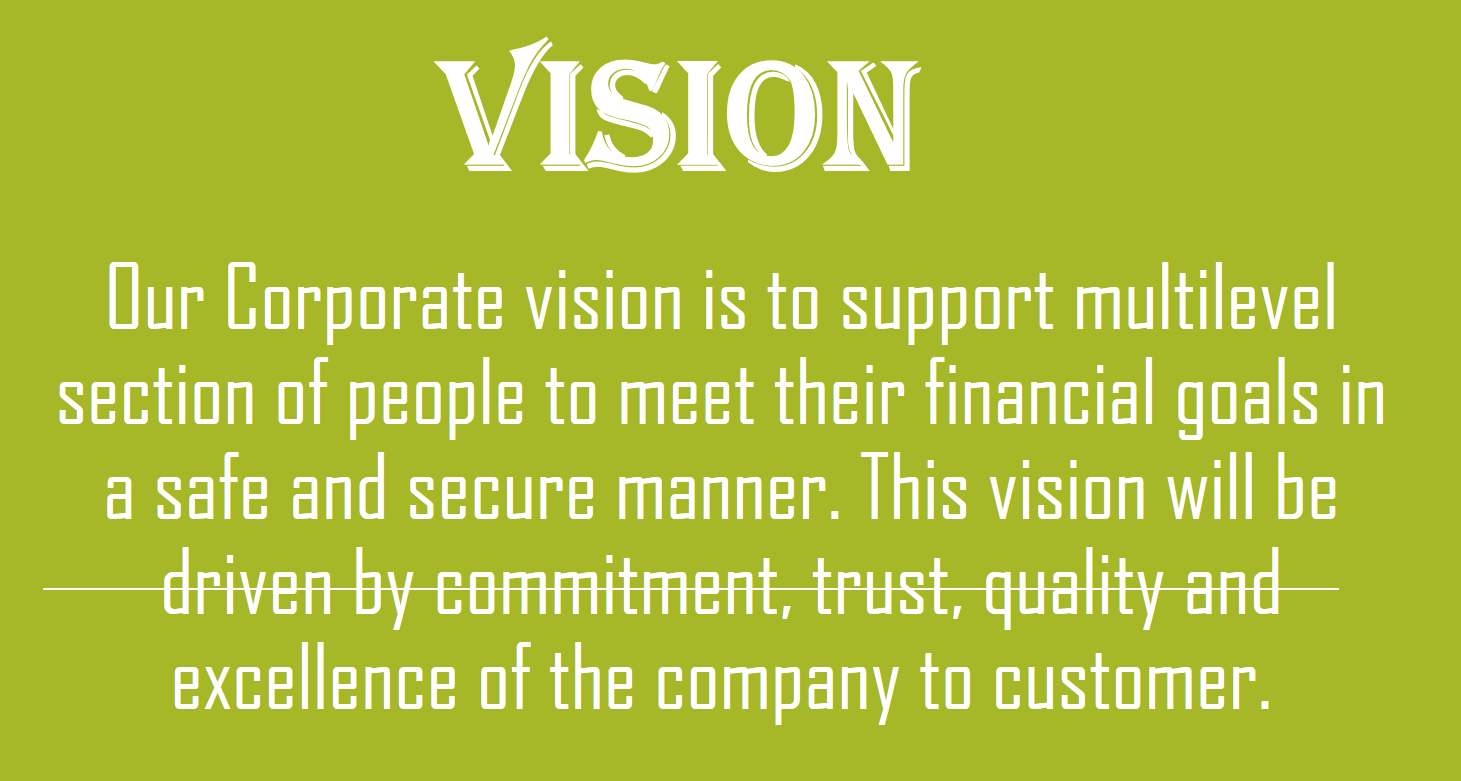 VISION
Our Corporate vision is to support multilevel
section of people to meet their financial goals in
a safe and secure manner. This vision will be
driven by commitment, trust, quality and
excellence of the company to customer.